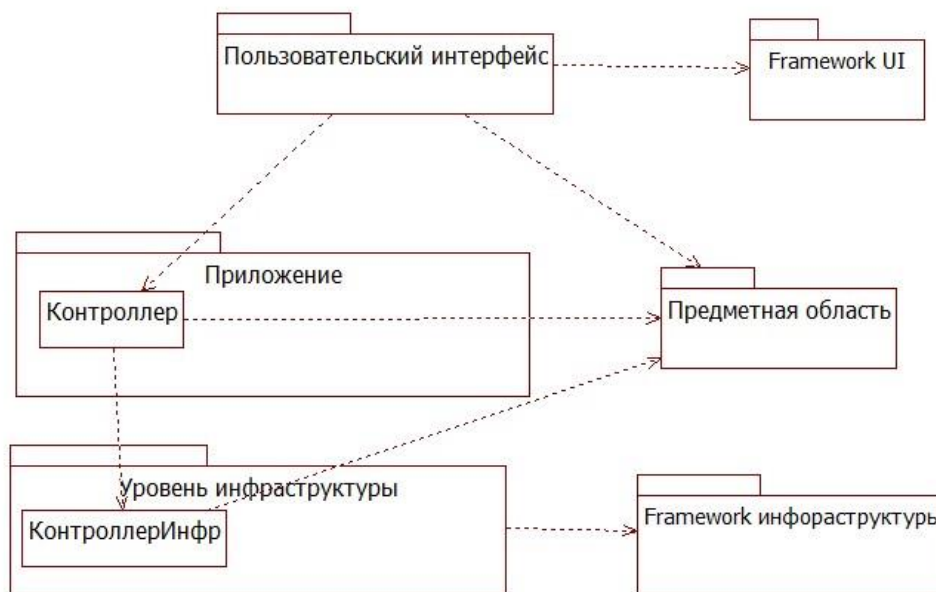 Пользовательский интерфейс
Framework UI
Приложение
Контроллер
Предметная область
Уровень инфраструктуры
КонтроллерИнфр
Framework инфораструктуры